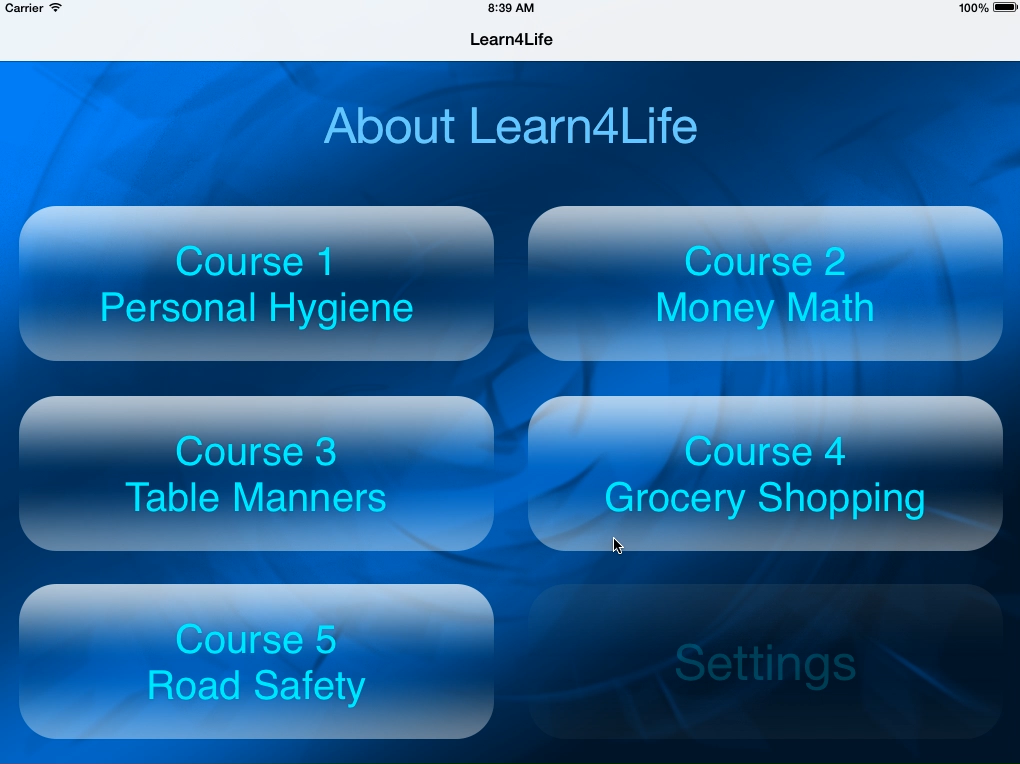 Carrier 8:39 AM 100%
Learn4Life
About Learn4Life
Course 1
Personal Hygiene
Course 2
Money Math
Course 3
Table Manners
Course 4
Grocery Shopping
Course 5
Road Safety
Settings